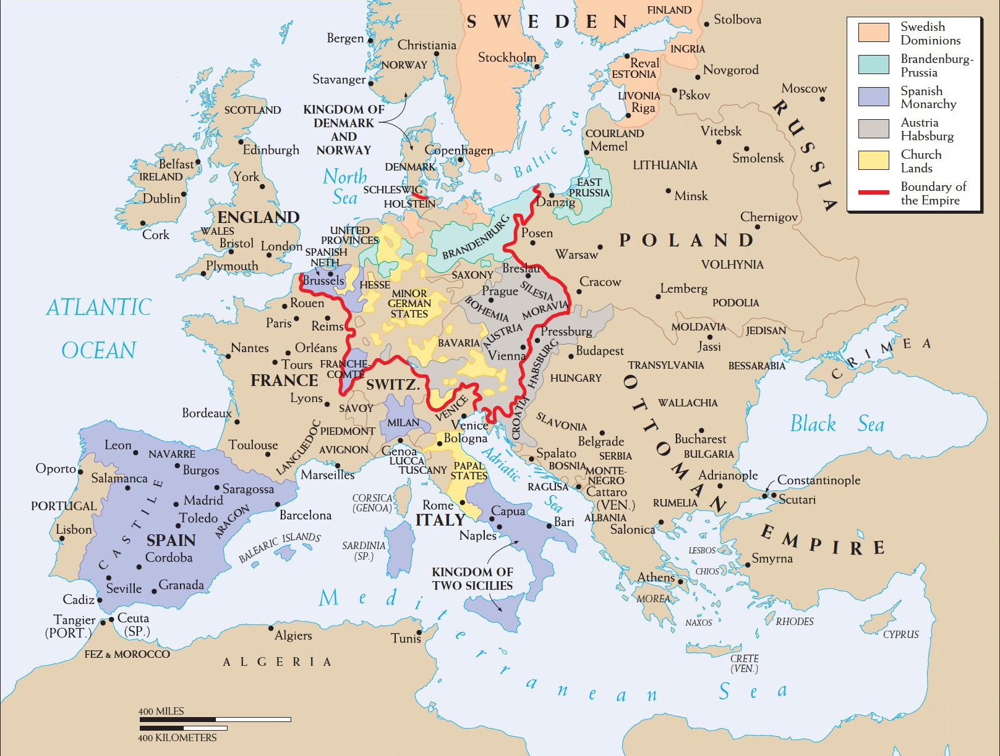 SWEDEN
FINLAND
Stolbova
Bergen
Christiania
NORWAY
Stockholm
INGRIA
Reval
ESTONIA
Novgorod
Stavanger
LIVONIA
Riga
Pskov
Moscow
RUSSIA
SCOTLAND
KINGDOM OF
DENMARK
AND
NORWAY
Baltic Sea
COURLAND
Memel
Vitebsk
Smolensk
Edinburgh
Copenhagen
DENMARK
LITHUANIA
Belfast
IRELAND
York
North
Sea
SCHLESWIG
HOLSTEIN
EAST
PRUSSIA
Danzig
Minsk
Dublin
ENGLAND
Chernigov
Cork
WALES
Bristol
London
Plymouth
UNITED
PROVINCES
SPANISH
NETH.
Brussels
BRANDENBURG
Posen
Warsaw
POLAND
VOLHYNIA
HESSE
SAXONY
Breslau
Cracow
Lemberg
PODOLIA
MINOR
GERMAN
STATES
Prague
SILESIA
BOHEMIA
MORAVIA
ATLANTIC
OCEAN
Rouen
Paris
Reims
Nantes
Orléans
Tours
FRANCHE-
COMTÉ
FRANCE
BAVARIA
AUSTRIA
Vienna
Pressburg
HABSBURG
Budapest
HUNGARY
MOLDAVIA
Jassi
JEDISAN
TRANSYLVANIA
BESSARABIA
CRIMEA
SWITZ.
Lyons
SAVOY
Bordeaux
VENICE
Venice
MILAN
CROATIA
SLAVONIA
WALLACHIA
Black Sea
PIEDMONT
AVIGNON
LANGUEDOC
Toulouse
Marseilles
Genoa
LUCCA
TUSCANY
Bologna
PAPAL
STATES
Adriatic
Sea
Spalato
BOSNIA
Belgrade
SERBIA
MONTE-
NEGRO
RAGUSA
Cattaro
(VEN.)
ALBANIA
Bucharest
BULGARIA
Adrianople
Constantinople
Scutari
RUMELIA
Salonica
OTTOMAN
EMPIRE
Leon
NAVARRE
Burgos
Oporto
Salamanca
Saragossa
Madrid
Toledo
PORTUGAL
CASTILE
ARAGON
Barcelona
Lisbon
SPAIN
BALEARIC ISLANDS
Cordoba
Seville
Granada
Cadiz
Tangier
(PORT.)
Ceuta
(SP.)
FEZ & MOROCCO
Algiers
ALGERIA
Tunis
CORSICA
(GENOA)
Rome
ITALY
SARDINIA
(SP.)
Capua
Naples
Bari
KINGDOM OF
TWO SICILIES
LESBOS
CHIOS
Smyrna
Athens
MOREA
NAXOS
RHODES
CYPRUS
CRETE
(VEN.)
Mediterranean Sea
400 MILES
400 KILOMETERS
Swedish
Dominions
Brandenburg-
Prussia
Spanish
Monarchy
Austria
Habsburg
Church
Lands
Boundary of
the Empire